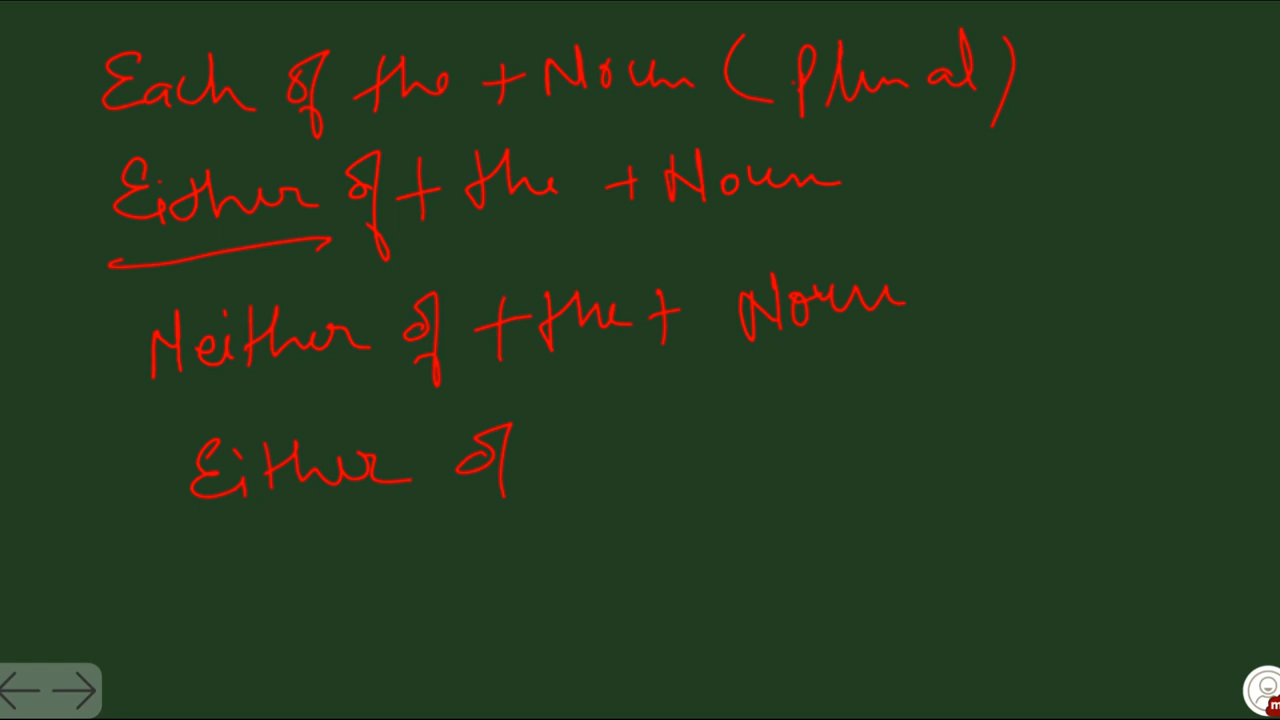 Each of the + Noun (Plural)
Either of + the + Noun
Neither of + the + Noun
Either of